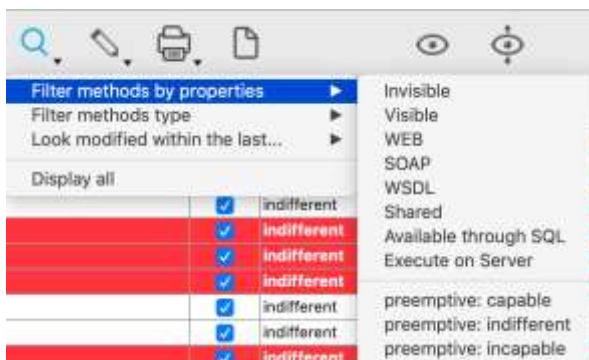 Filter methods by properties
Filter methods type
Look modified within the last...
Display all
Invisible
Visible
WEB
SOAP
WSDL
Shared
Available through SQL
Execute on Server
preemptive: capable
preemptive: indifferent
preemptive: incapable
indifferent
indifferent
indifferent
indifferent
indifferent
indifferent
indifferent